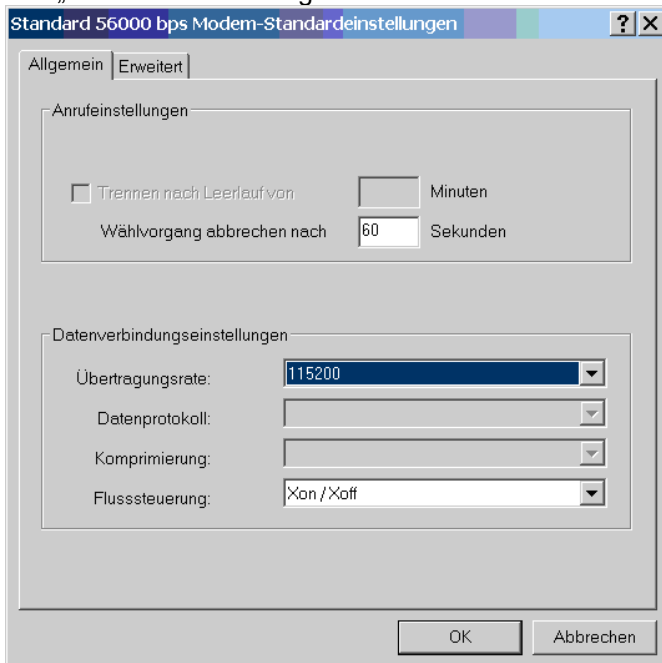 Standard 56000 bps Modem-Standardeinstellungen
Allgemein Erweitert
Anrufeinstellungen
Trennen nach Leerlauf von Minuten
Wählvorgang abbrechen nach 60 Sekunden
Datenverbindungseinstellungen
Übertragungsrate: 115200
Datenprotokoll:
Komprimierung:
Flusssteuerung: Xon / Xoff
OK Abbrechen